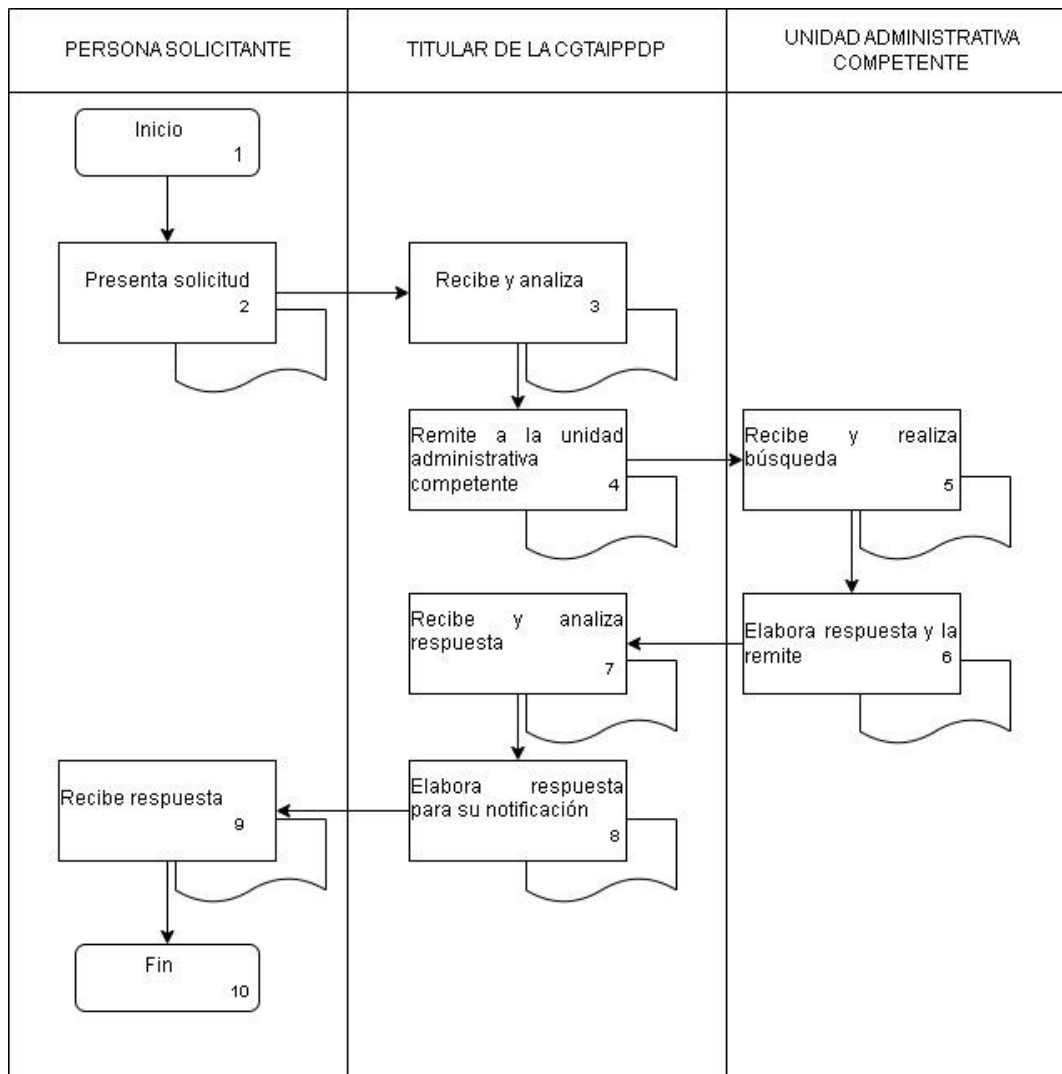 PERSONA SOLICITANTE
TITULAR DE LA CGTAIPPDP
UNIDAD ADMINISTRATIVA
COMPETENTE
Inicio
1
Presenta solicitud
2
Recibe y analiza
3
Remite a la unidad
administrativa
competente
4
Recibe y realiza
búsqueda
5
Elabora respuesta y la
remite
6
Recibe y analiza
respuesta
7
Elabora respuesta
para su notificación
8
Recibe respuesta
9
Fin
10